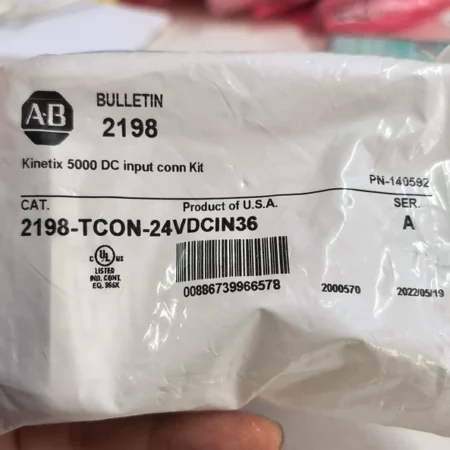 A·B
BULLETIN
2198
Kinetix 5000 DC input conn Kit
PN-140592
CAT. Product of U.S.A. SER.
2198-TCON-24VDCIN36 A
UL
LISTED
IND. CONT.
EQ. 966X
00886739966578 2000570 2022/05/19